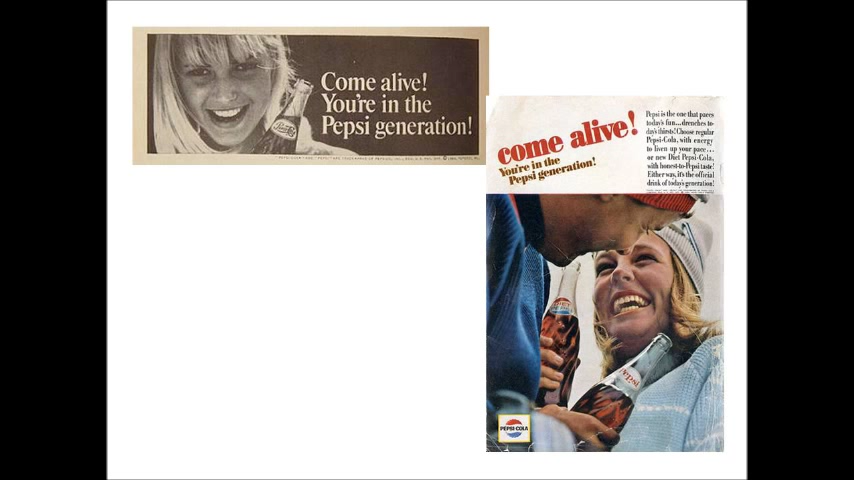 Come alive!
You're in the
Pepsi generation!
come alive!
You're in the
Pepsi generation!
Pepsi is the one that paces
today's fun...drenches to-
day's thirsts! Choose regular
Pepsi-Cola, with energy
to liven up your pace...
or new Diet Pepsi-Cola,
with honest-to-Pepsi taste!
Either way, it's the official
drink of today's generation!
PEPSI-COLA